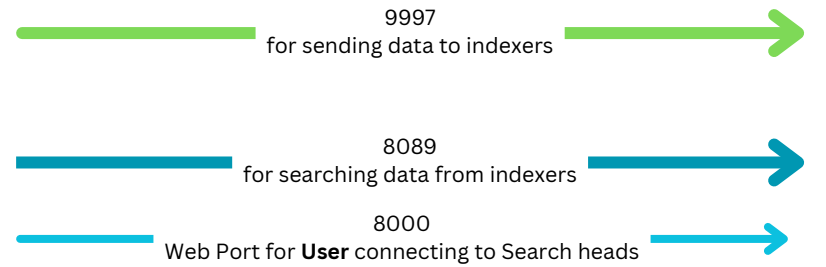 9997
for sending data to indexers
8089
for searching data from indexers
8000
Web Port for User connecting to Search heads